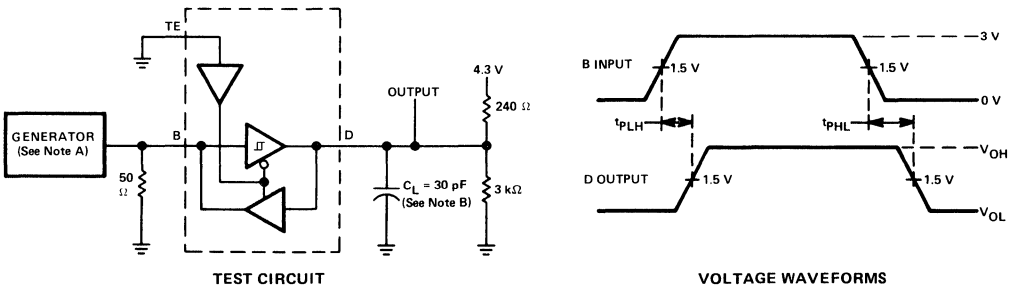 TE
4.3 V
OUTPUT
240 Ω
GENERATOR
(See Note A)
B
D
50
Ω
C_L = 30 pF
(See Note B)
3 kΩ
TEST CIRCUIT
3 V
B INPUT
1.5 V
1.5 V
0 V
t_PLH
t_PHL
V_OH
D OUTPUT
1.5 V
1.5 V
V_OL
VOLTAGE WAVEFORMS